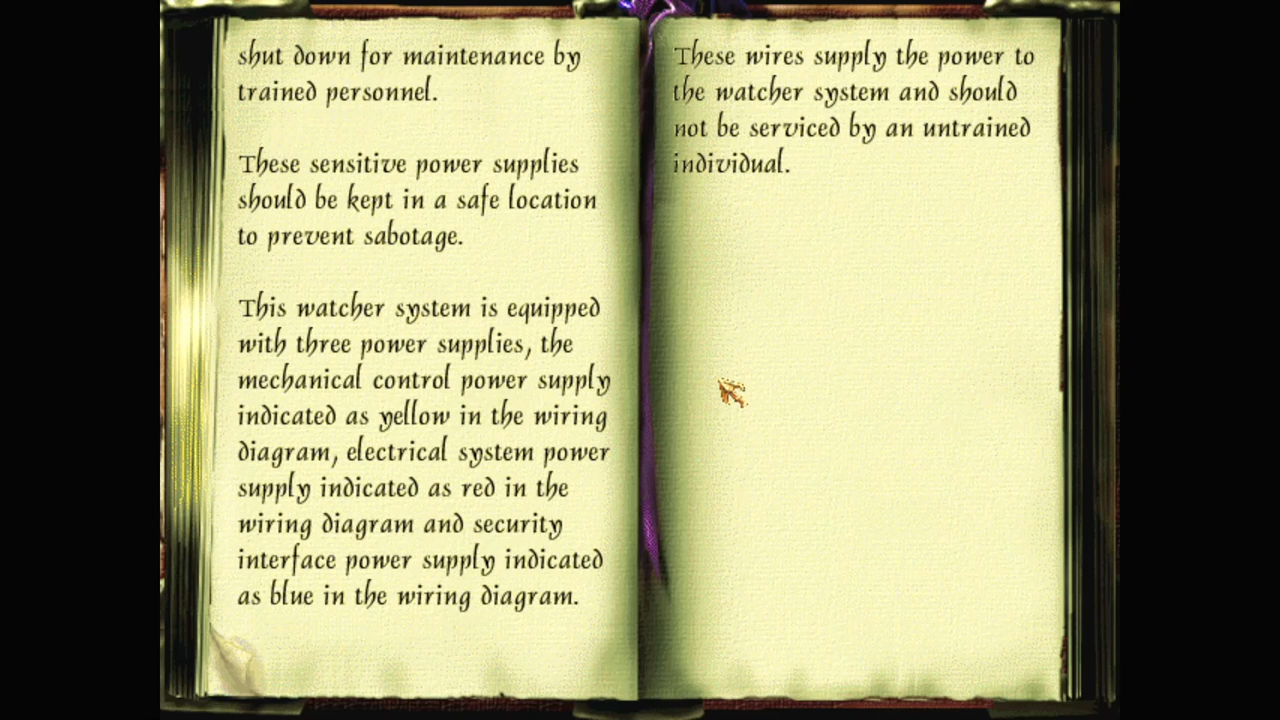 shut down for maintenance by
trained personnel.
These sensitive power supplies
should be kept in a safe location
to prevent sabotage.
This watcher system is equipped
with three power supplies, the
mechanical control power supply
indicated as yellow in the wiring
diagram, electrical system power
supply indicated as red in the
wiring diagram and security
interface power supply indicated
as blue in the wiring diagram.
These wires supply the power to
the watcher system and should
not be serviced by an untrained
individual.